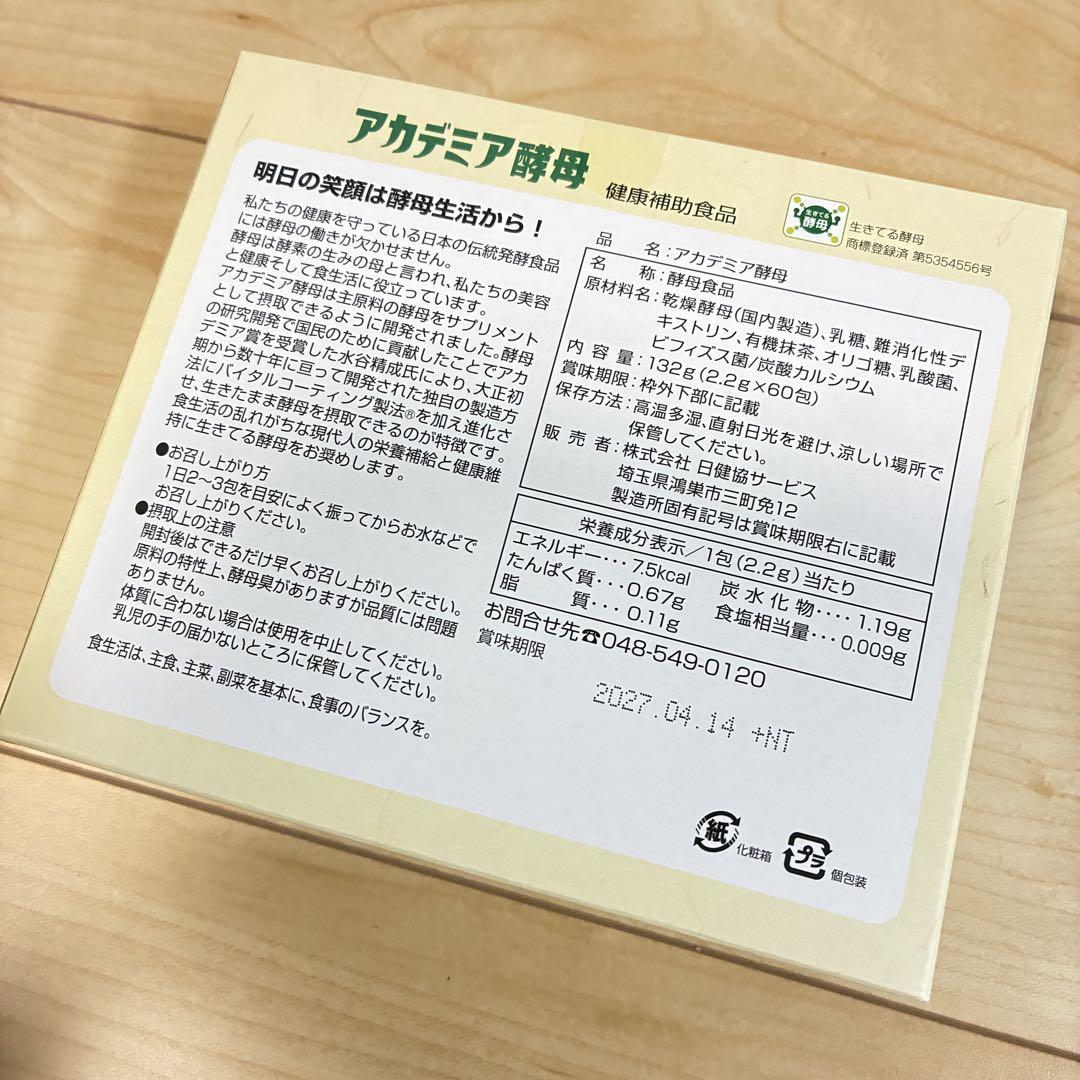 アカデミア酵母 健康補助食品
生きてる酵母
生きてる酵母
商標登録済 第5354556号
明日の笑顔は酵母生活から！
私たちの健康を守っている日本の伝統発酵食品
には酵母の働きが欠かせません。
酵母は酵素の生みの母と言われ、私たちの美容
と健康そして食生活に役立っています。
アカデミア酵母は主原料の酵母をサプリメント
として摂取できるように開発されました。酵母
の研究開発で国民のために貢献したことでアカ
デミア賞を受賞した水谷精成氏により、大正初
期から数十年に亘って開発された独自の製造方
法にバイタルコーティング製法®を加え進化さ
せ、生きたまま酵母を摂取できるのが特徴です。
食生活の乱れがちな現代人の栄養補給と健康維
持に生きてる酵母をお奨めします。
●お召し上がり方
1日2〜3包を目安によく振ってからお水などで
お召し上がりください。
●摂取上の注意
開封後はできるだけ早くお召し上がりください。
原料の特性上、酵母臭がありますが品質には問題
ありません。
体質に合わない場合は使用を中止してください。
乳児の手の届かないところに保管してください。
食生活は、主食、主菜、副菜を基本に、食事のバランスを。
品 名：アカデミア酵母
名 称：酵母食品
原材料名：乾燥酵母(国内製造)、乳糖、難消化性デ
キストリン、有機抹茶、オリゴ糖、乳酸菌、
ビフィズス菌/炭酸カルシウム
内 容 量：132g(2.2g×60包)
賞味期限：枠外下部に記載
保存方法：高温多湿、直射日光を避け、涼しい場所で
保管してください。
販 売 者：株式会社 日健協サービス
埼玉県鴻巣市三町免12
製造所固有記号は賞味期限右に記載
栄養成分表示／1包(2.2g)当たり
エネルギー･･･7.5kcal 炭水化物････1.19g
たんぱく質･･･0.67g 食塩相当量･･･0.009g
脂 質･･･0.11g
お問合せ先☎048-549-0120
賞味期限
2027.04.14 +NT
紙 化粧箱 プラ 個包装